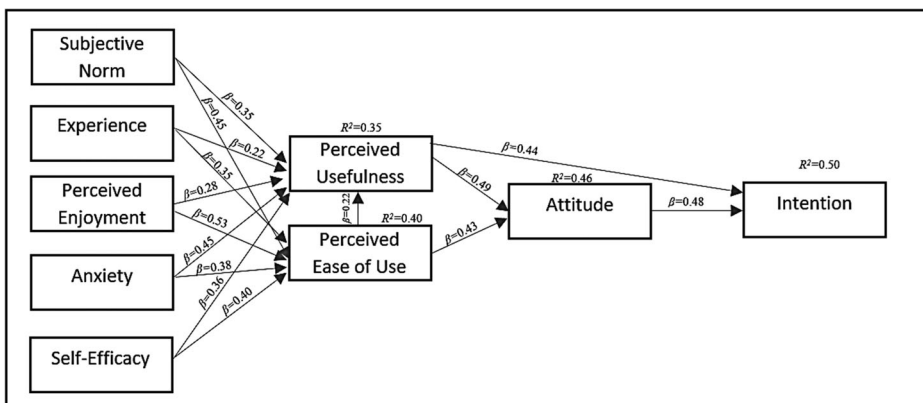 Subjective
Norm
Experience
Perceived
Enjoyment
Anxiety
Self-Efficacy
β=0.35
β=0.45
β=0.22
β=0.35
β=0.28
β=0.53
β=0.45
β=0.38
β=0.36
β=0.40
R²=0.35
Perceived
Usefulness
β=0.22
R²=0.40
Perceived
Ease of Use
β=0.44
β=0.49
β=0.43
R²=0.46
Attitude
β=0.48
R²=0.50
Intention